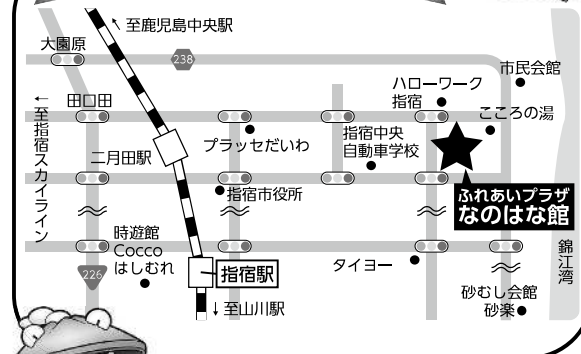 ↖至鹿児島中央駅
大園原
238
市民会館
ハローワーク
指宿
田口田
こころの湯
←至指宿スカイライン
プラッセだいわ
指宿中央
自動車学校
二月田駅
ふれあいプラザ
なのはな館
指宿市役所
時遊館
Cocco
はしむれ
226
指宿駅
タイヨー
錦江湾
砂むし会館
砂楽
↓至山川駅